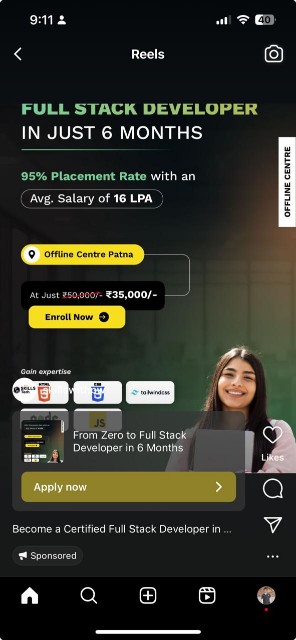 9:11
40
Reels
FULL STACK DEVELOPER
IN JUST 6 MONTHS
OFFLINE CENTRE
95% Placement Rate with an
Avg. Salary of 16 LPA
Offline Centre Patna
At Just ₹50,000/- ₹35,000/-
Enroll Now
Gain expertise
SKILLS
HTML
CSS
tailwindcss
JS
From Zero to Full Stack
Developer in 6 Months
Likes
Apply now
Become a Certified Full Stack Developer in ...
Sponsored